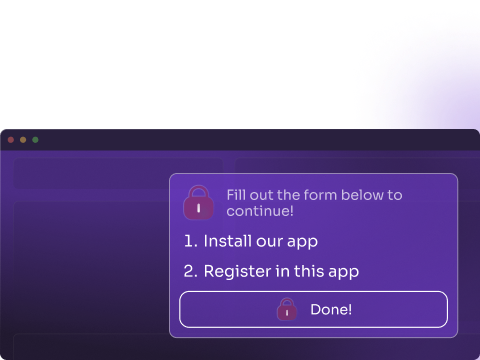 Fill out the form below to
continue!
1. Install our app
2. Register in this app
Done!